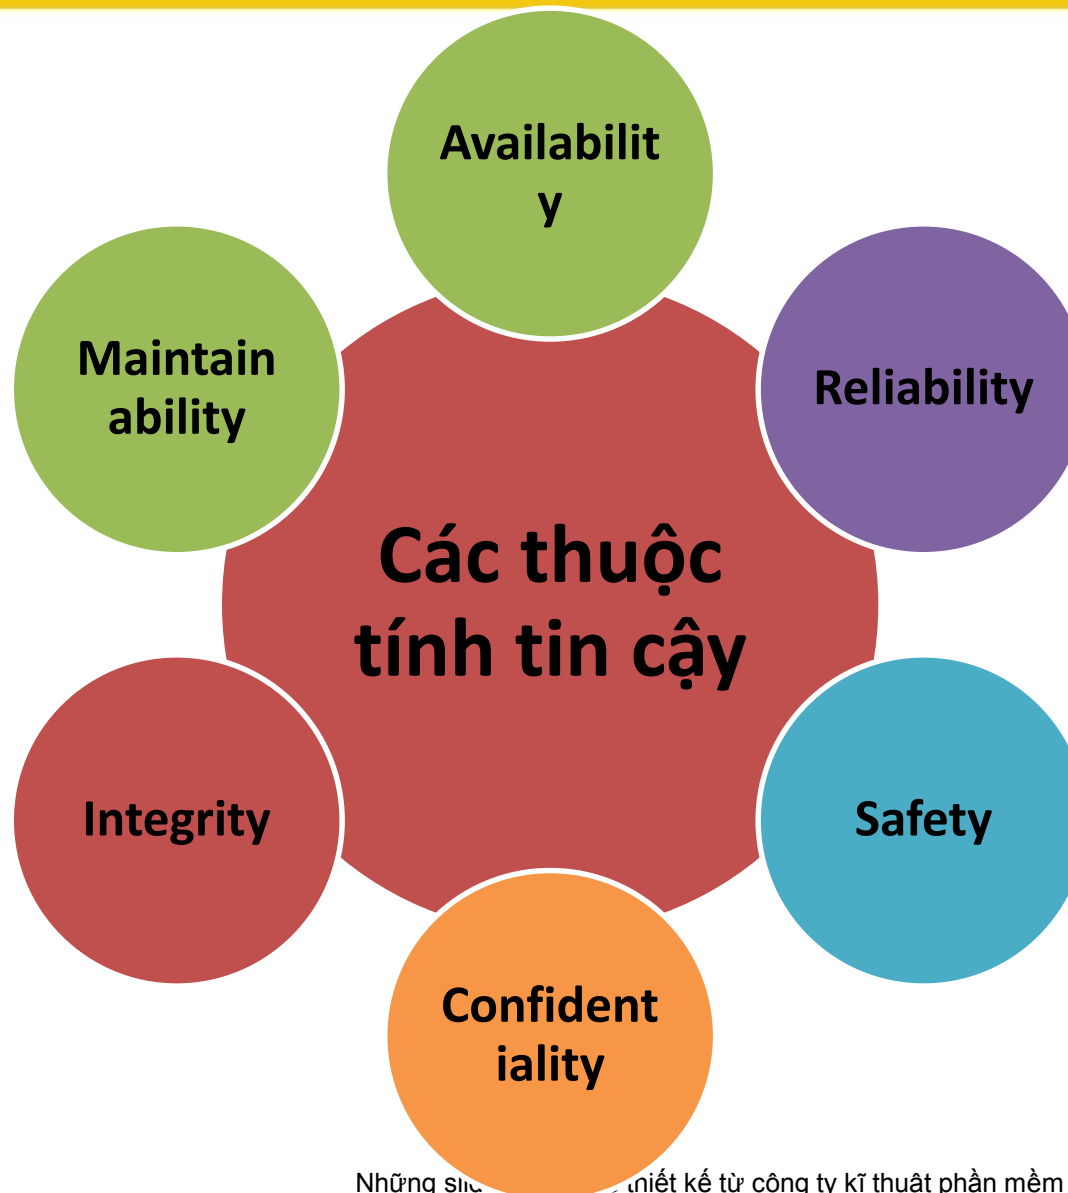 Availabilit
y
Reliability
Safety
Confident
iality
Integrity
Maintain
ability
Các thuộc
tính tin cậy
Những thiết kế từ công ty kĩ thuật phần mềm